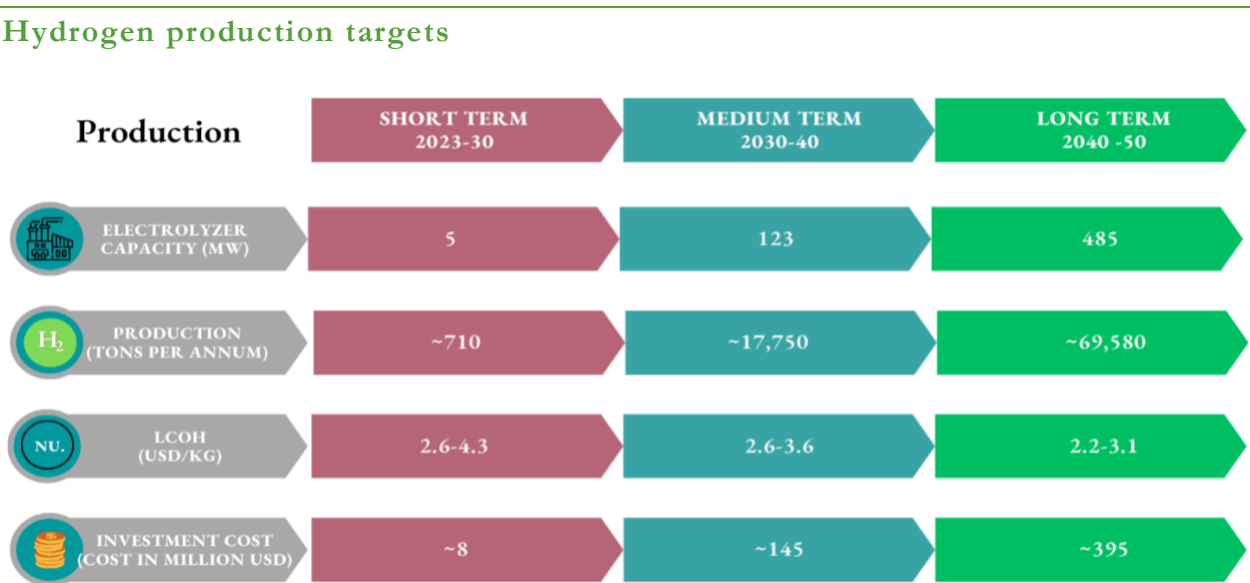 Hydrogen production targets
Production
SHORT TERM
2023-30
MEDIUM TERM
2030-40
LONG TERM
2040 -50
ELECTROLYZER
CAPACITY (MW)
5
123
485
H₂
PRODUCTION
(TONS PER ANNUM)
~710
~17,750
~69,580
NU.
LCOH
(USD/KG)
2.6-4.3
2.6-3.6
2.2-3.1
INVESTMENT COST
(COST IN MILLION USD)
~8
~145
~395